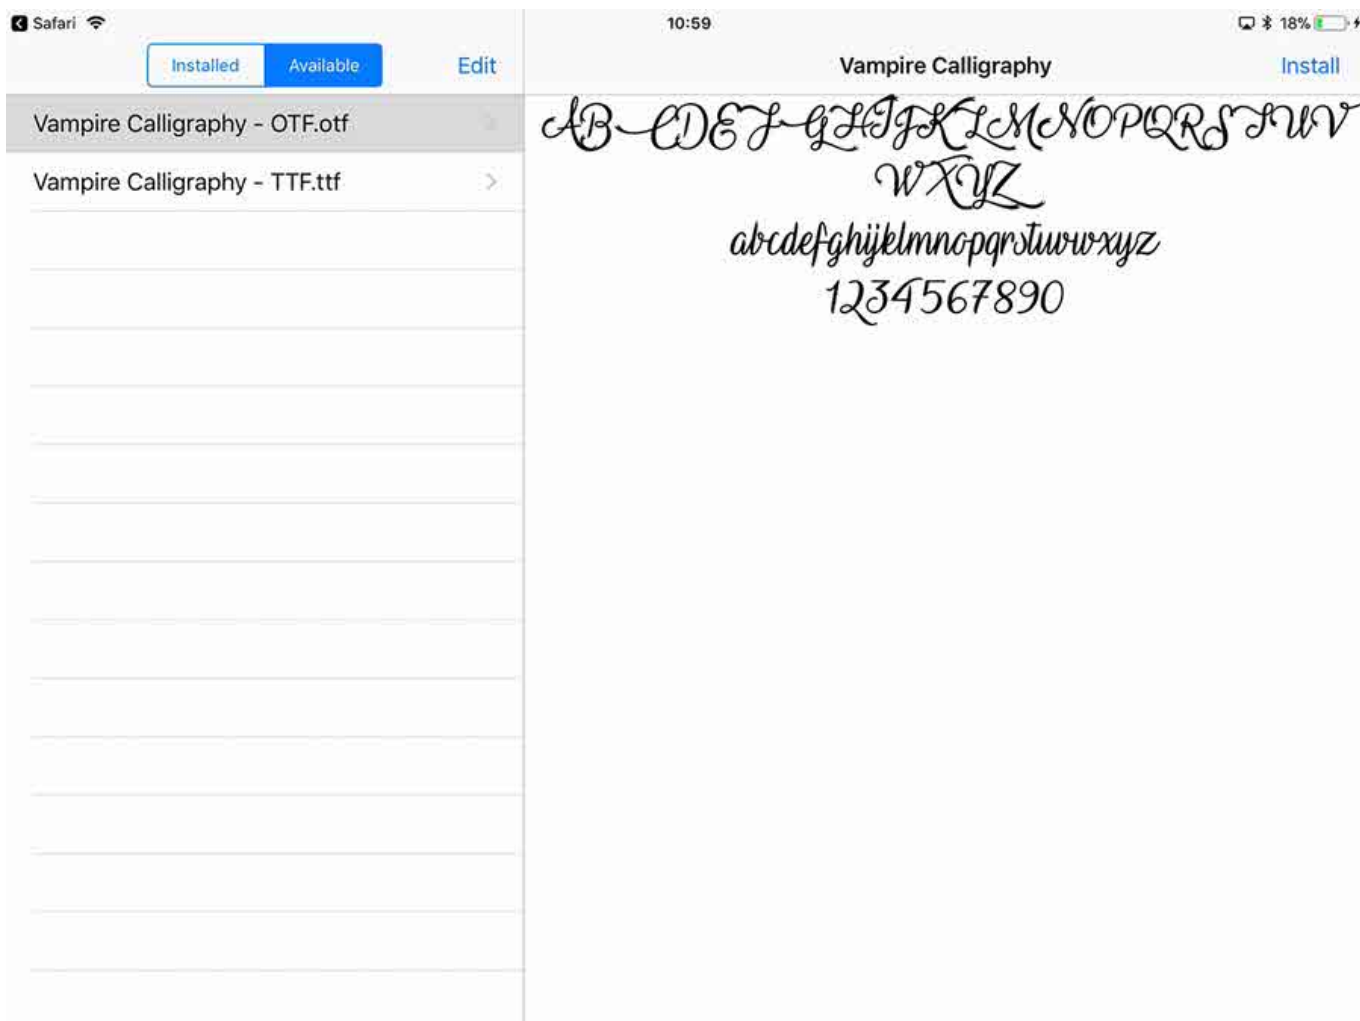 Safari 10:59 18%
Installed Available Edit Vampire Calligraphy Install
Vampire Calligraphy - OTF.otf
Vampire Calligraphy - TTF.ttf
ABCDEFGHIJKLMNOPQRSTUV
WXYZ
abcdefghijklmnopqrstuvwxyz
1234567890